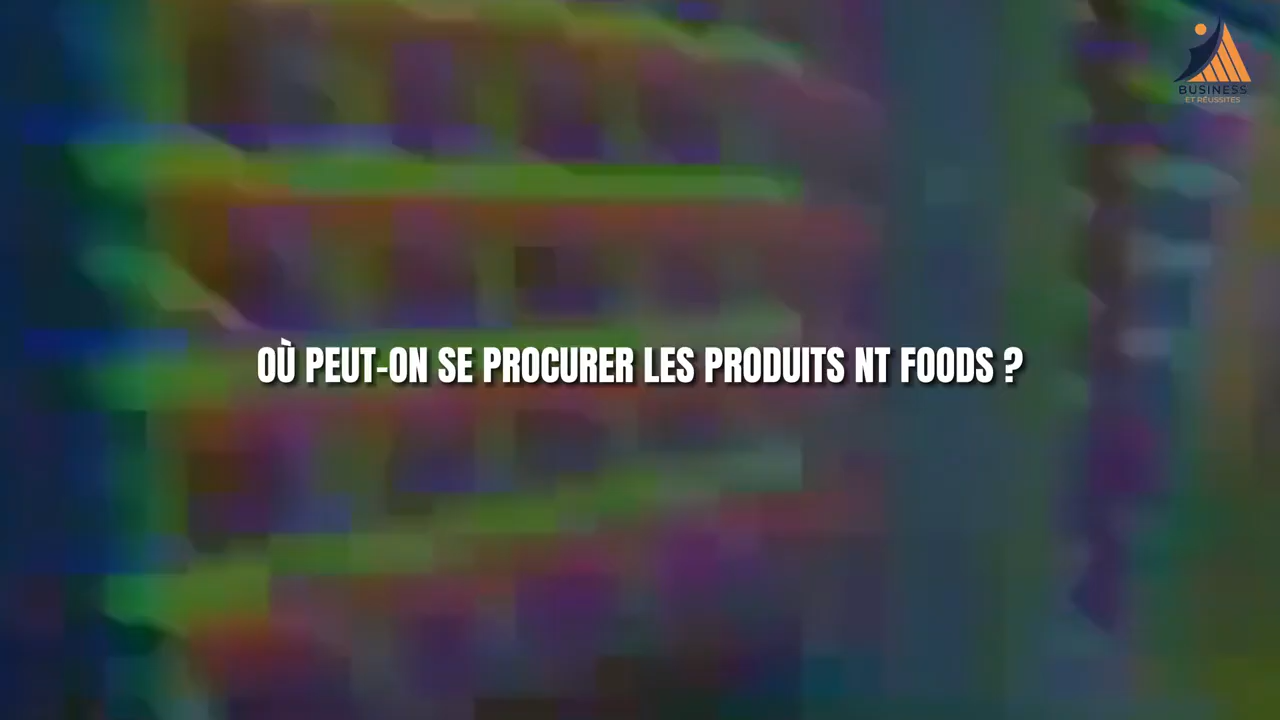 BUSINESS
ET RÉUSSITES
OÙ PEUT-ON SE PROCURER LES PRODUITS NT FOODS ?